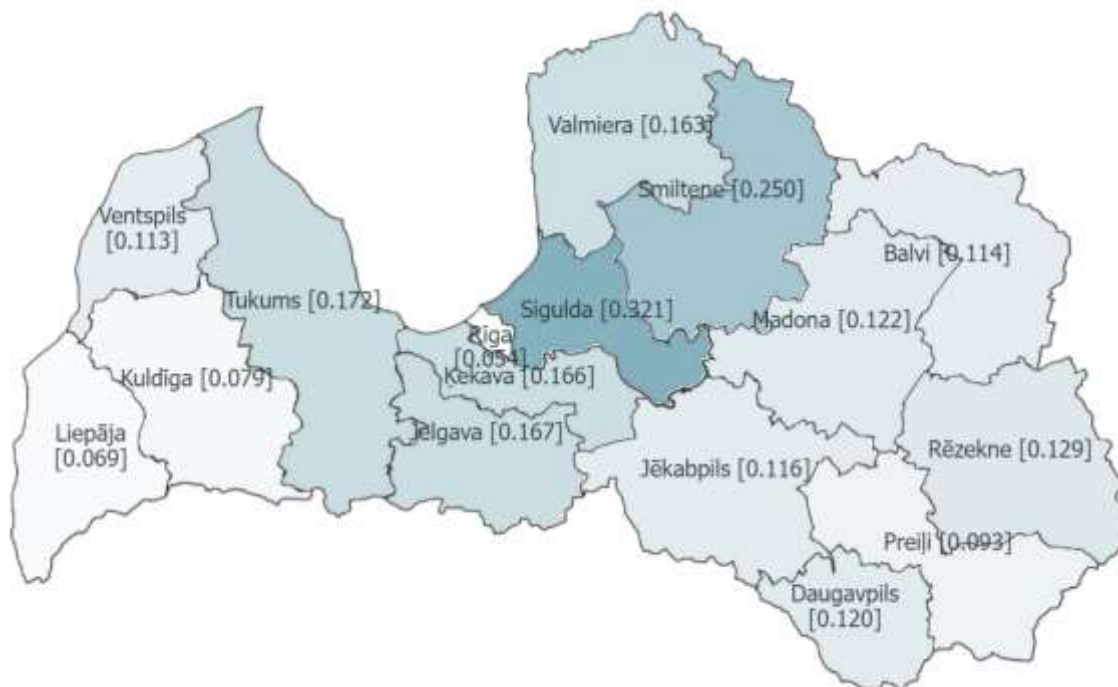 Valmiera [0.163]
Smiltene [0.250]
Ventspils
[0.113]
Balvi [0.114]
Tukums [0.172]
Sigulda [0.321]
Madona [0.122]
Rīga
[0.054]
Kuldīga [0.079]
Ķekava [0.166]
Liepāja
[0.069]
Jelgava [0.167]
Rēzekne [0.129]
Jēkabpils [0.116]
Preiļi [0.093]
Daugavpils
[0.120]